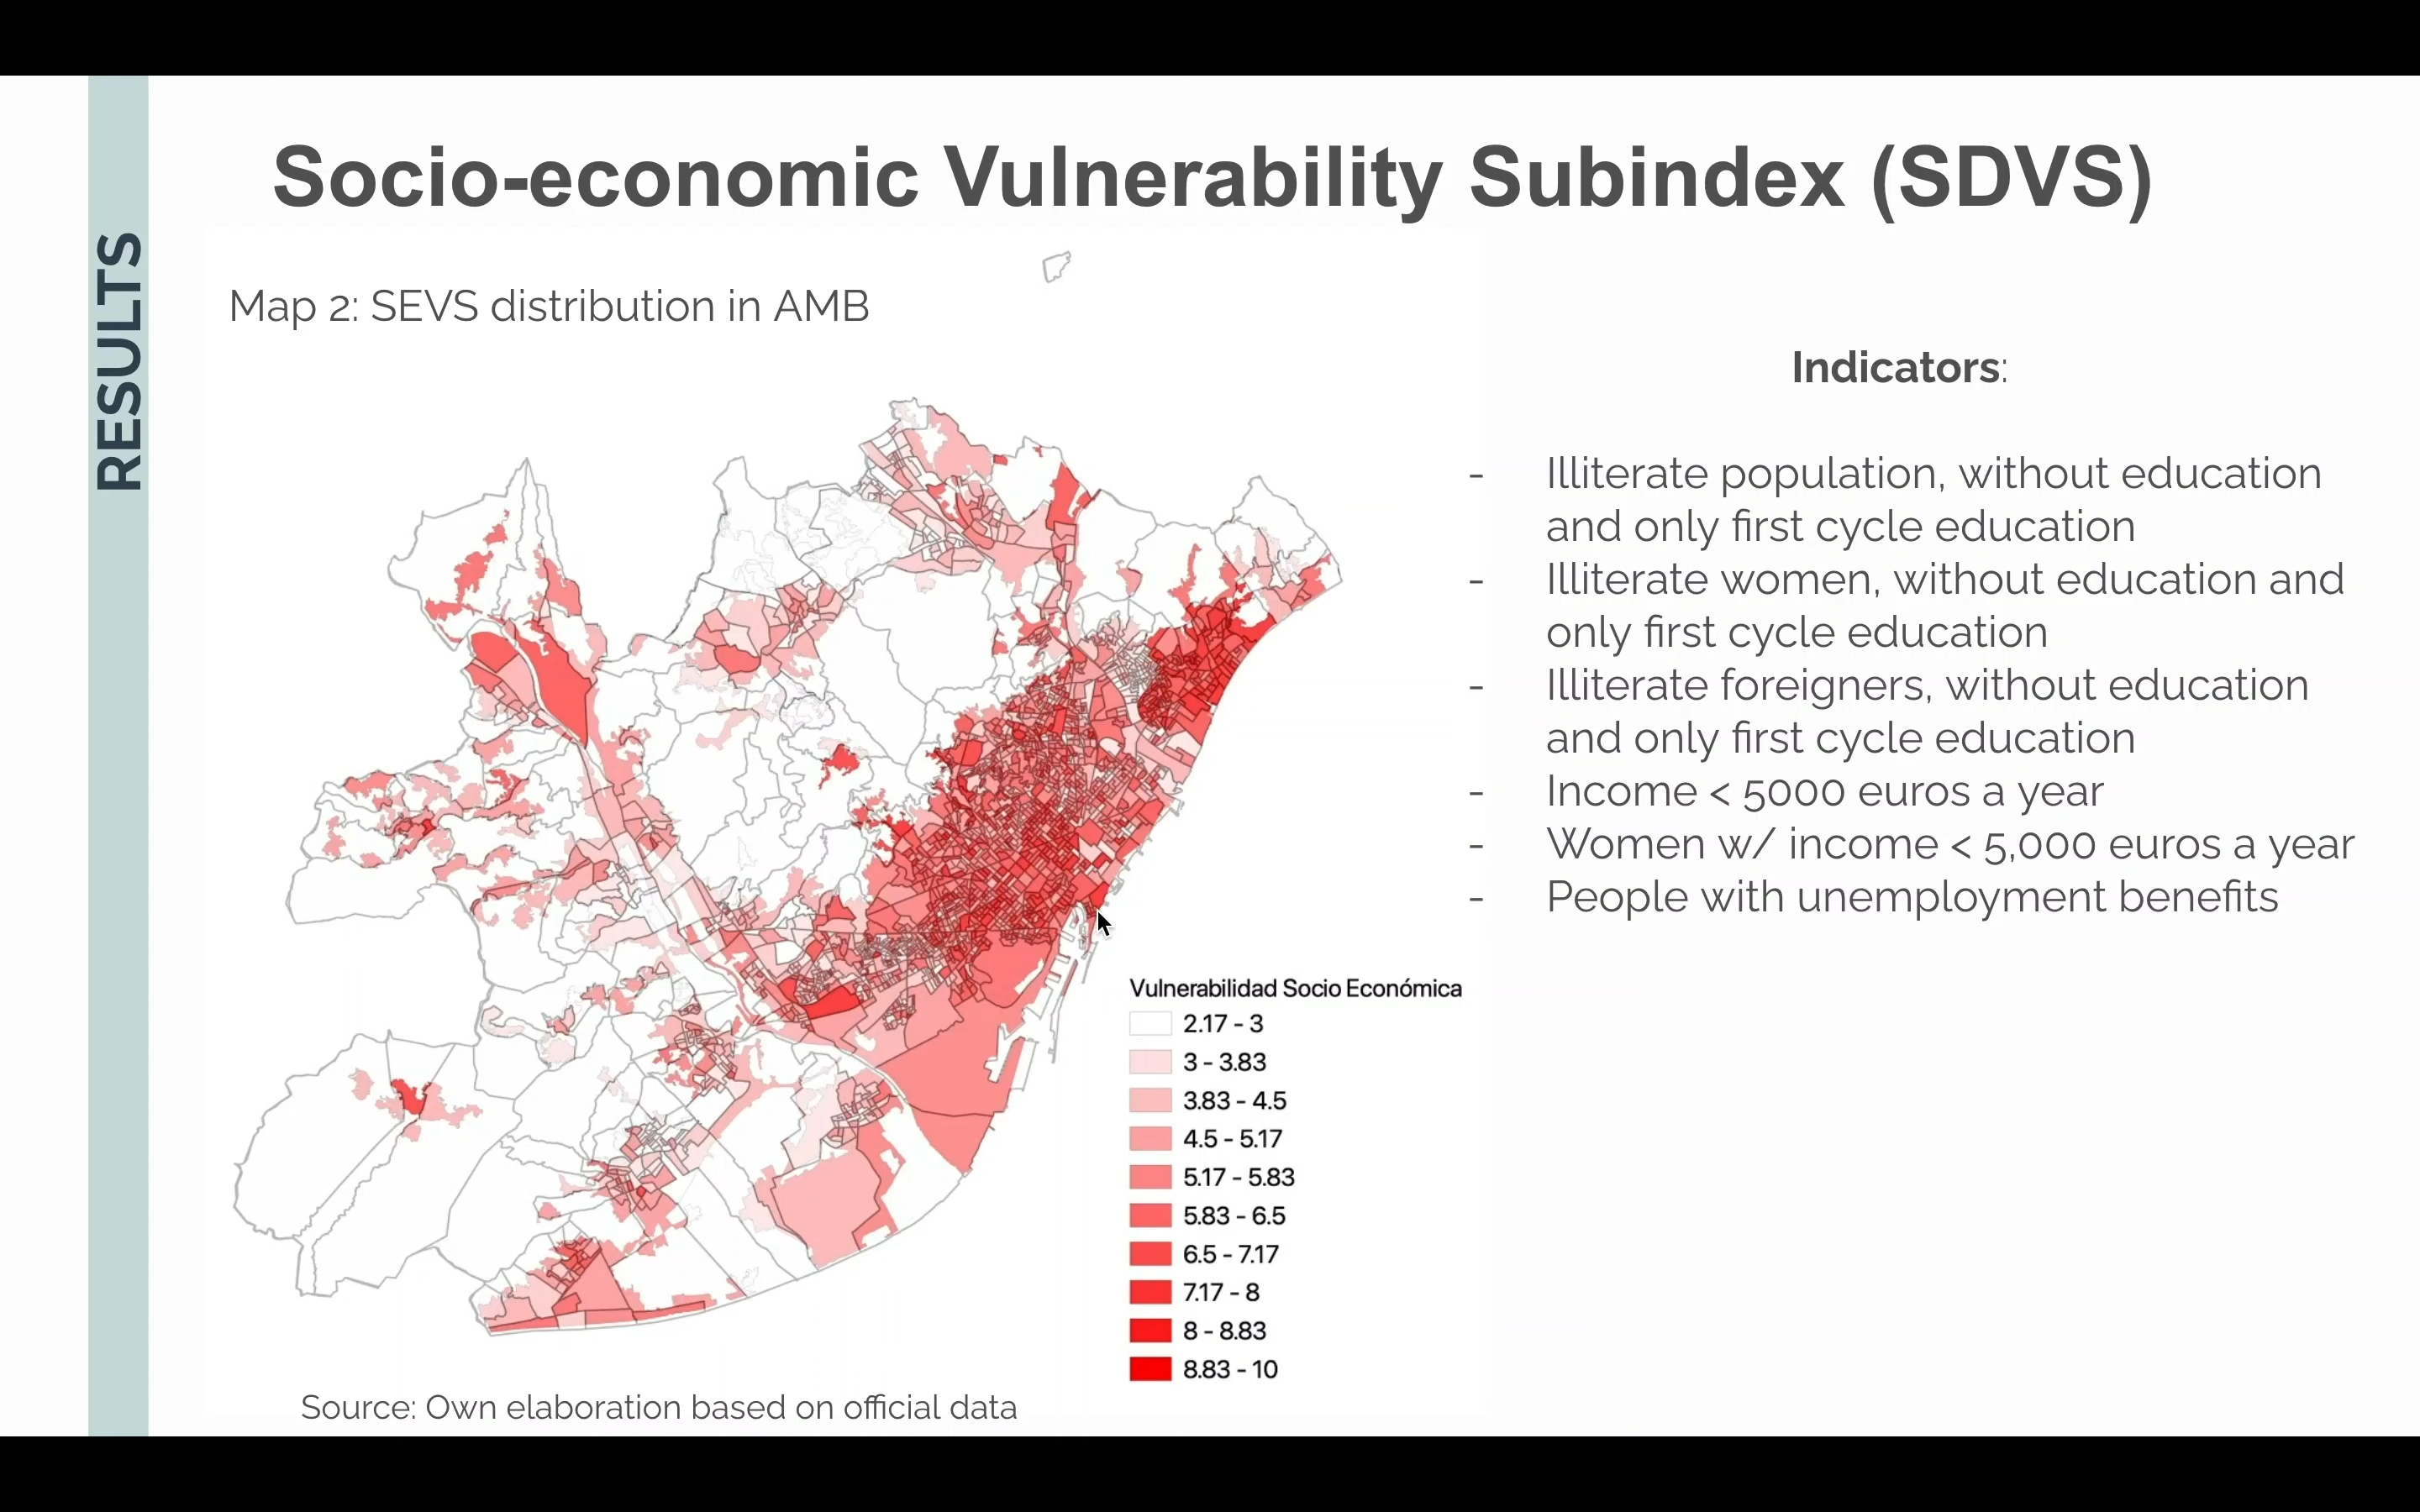 RESULTS
Socio-economic Vulnerability Subindex (SDVS)
Map 2: SEVS distribution in AMB
Indicators:
- Illiterate population, without education
and only first cycle education
- Illiterate women, without education and
only first cycle education
- Illiterate foreigners, without education
and only first cycle education
- Income < 5000 euros a year
- Women w/ income < 5,000 euros a year
- People with unemployment benefits
Vulnerabilidad Socio Económica
2.17 - 3
3 - 3.83
3.83 - 4.5
4.5 - 5.17
5.17 - 5.83
5.83 - 6.5
6.5 - 7.17
7.17 - 8
8 - 8.83
8.83 - 10
Source: Own elaboration based on official data